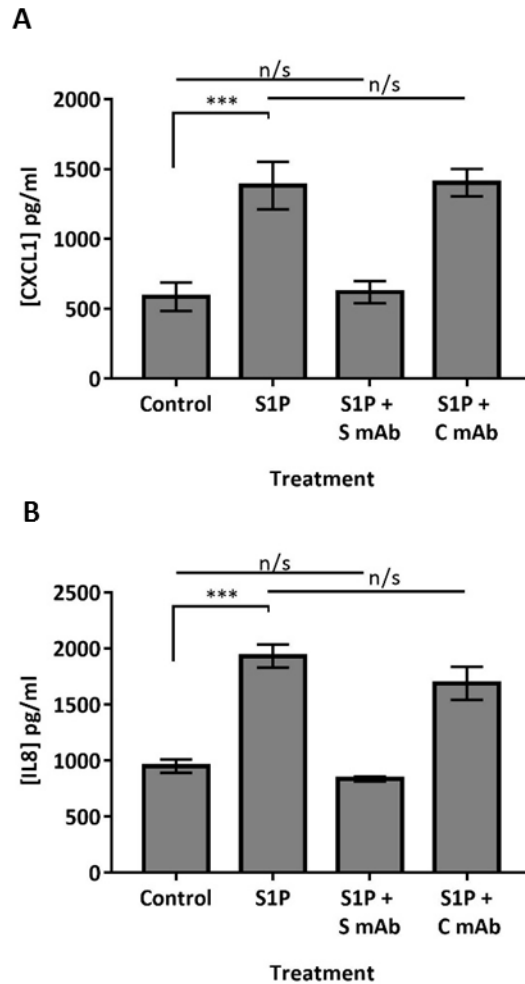 A
n/s
*** n/s
2000
1500
1000
500
0
[CXCL1] pg/ml
Control S1P S1P + S1P +
S mAb C mAb
Treatment
B
n/s
*** n/s
2500
2000
1500
1000
500
0
[IL8] pg/ml
Control S1P S1P + S1P +
S mAb C mAb
Treatment